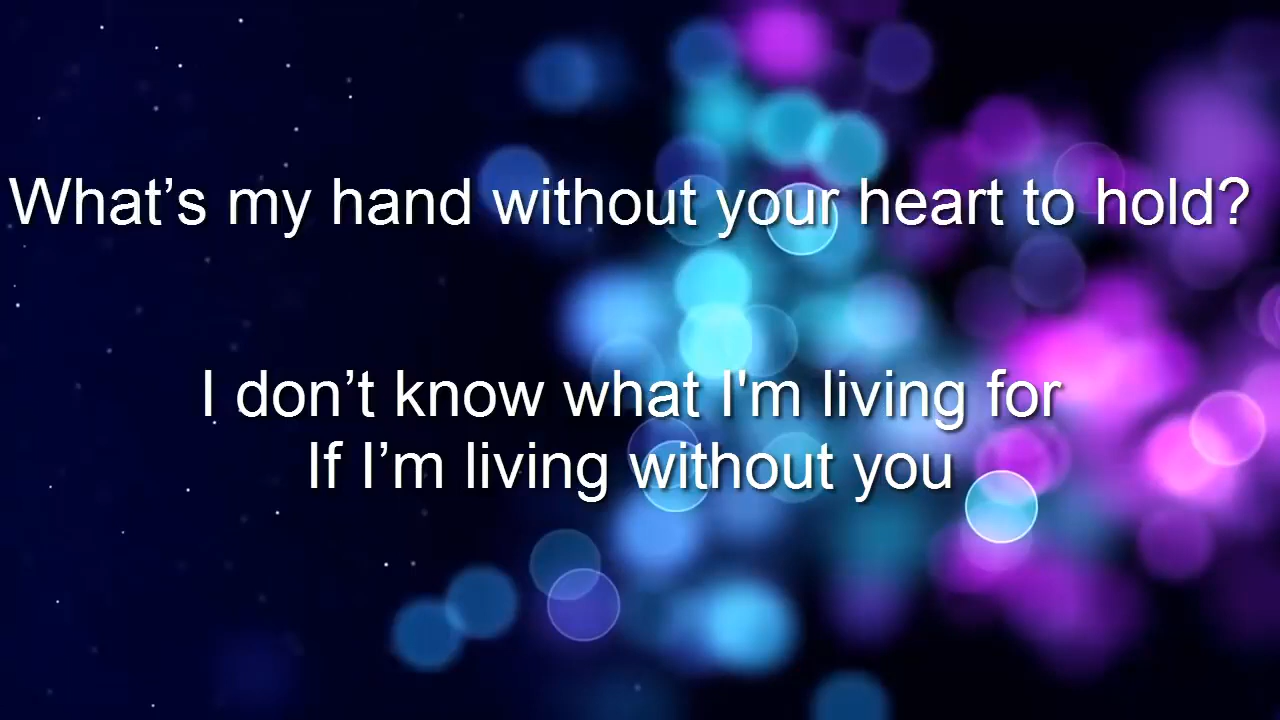 What’s my hand without your heart to hold?
I don’t know what I'm living for
If I’m living without you